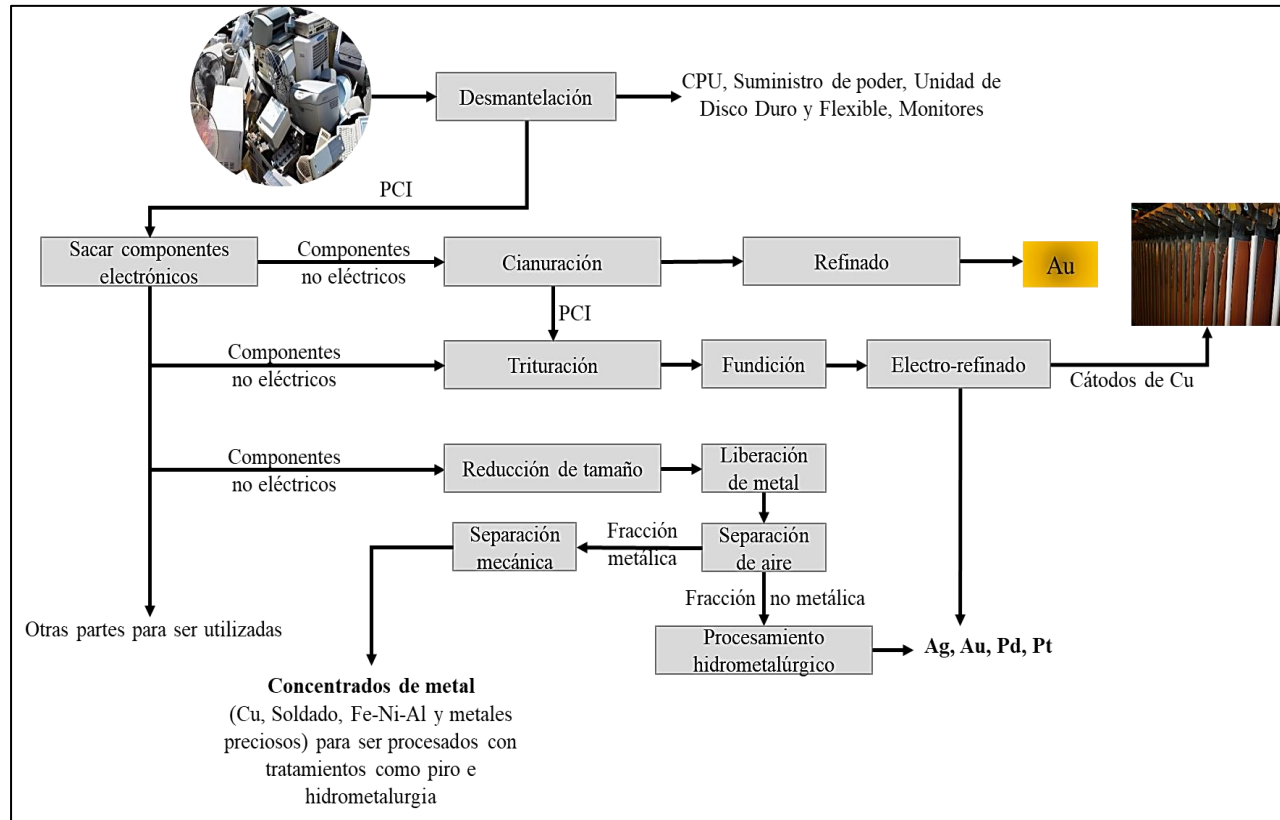 Desmantelación
CPU, Suministro de poder, Unidad de
Disco Duro y Flexible, Monitores
PCI
Sacar componentes
electrónicos
Componentes
no eléctricos
Cianuración
Refinado
Au
PCI
Componentes
no eléctricos
Trituración
Fundición
Electro-refinado
Cátodos de Cu
Componentes
no eléctricos
Reducción de tamaño
Liberación
de metal
Separación
mecánica
Fracción
metálica
Separación
de aire
Fracción no metálica
Otras partes para ser utilizadas
Procesamiento
hidrometalúrgico
Ag, Au, Pd, Pt
Concentrados de metal
(Cu, Soldado, Fe-Ni-Al y metales
preciosos) para ser procesados con
tratamientos como piro e
hidrometalurgia